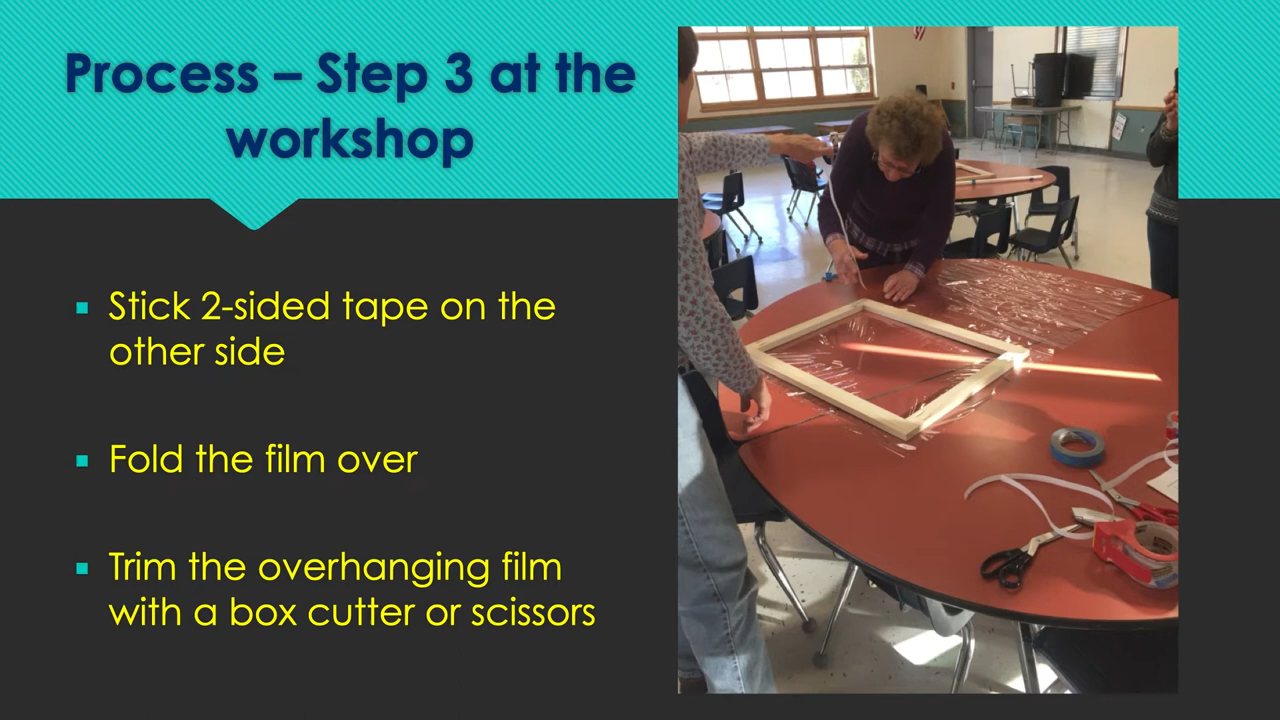 Process – Step 3 at the
workshop
Stick 2-sided tape on the
other side
Fold the film over
Trim the overhanging film
with a box cutter or scissors